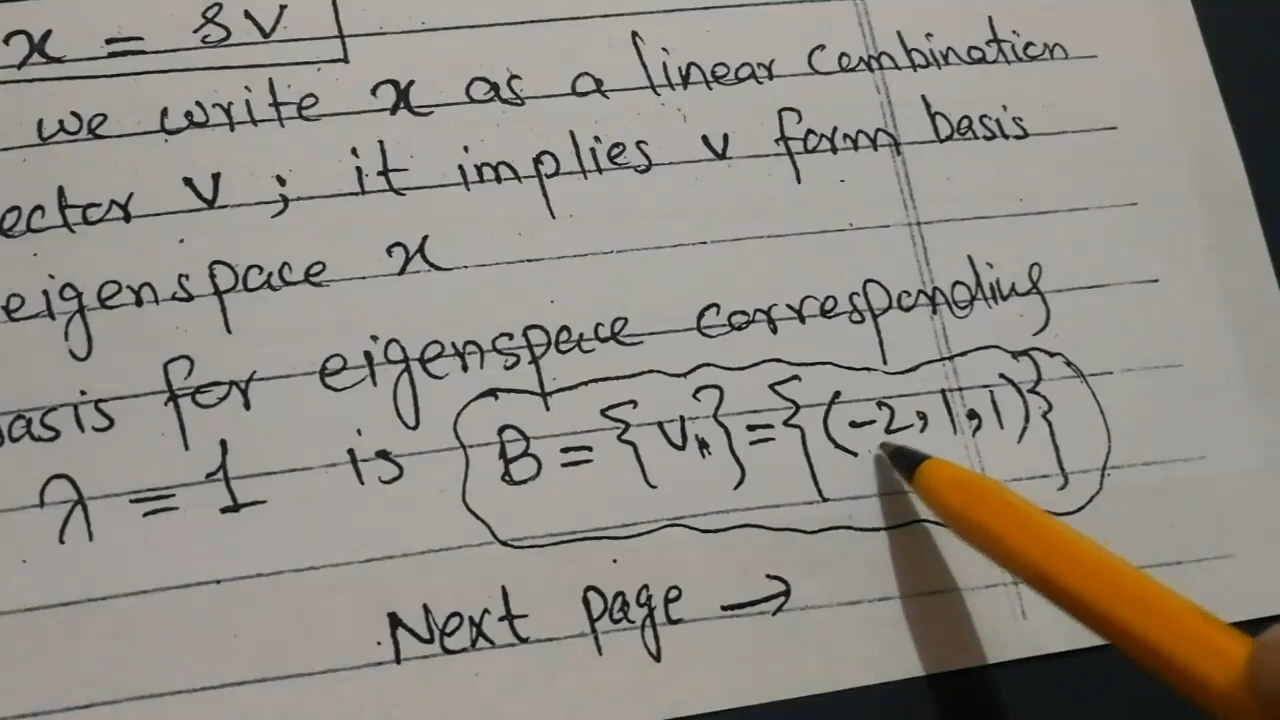 x = sv
we write x as a linear combination
ector v ; it implies v form basis
eigenspace x
asis for eigenspace corresponding
λ = 1 is B = {v₁} = {(-2, 1, 1)}
Next page →